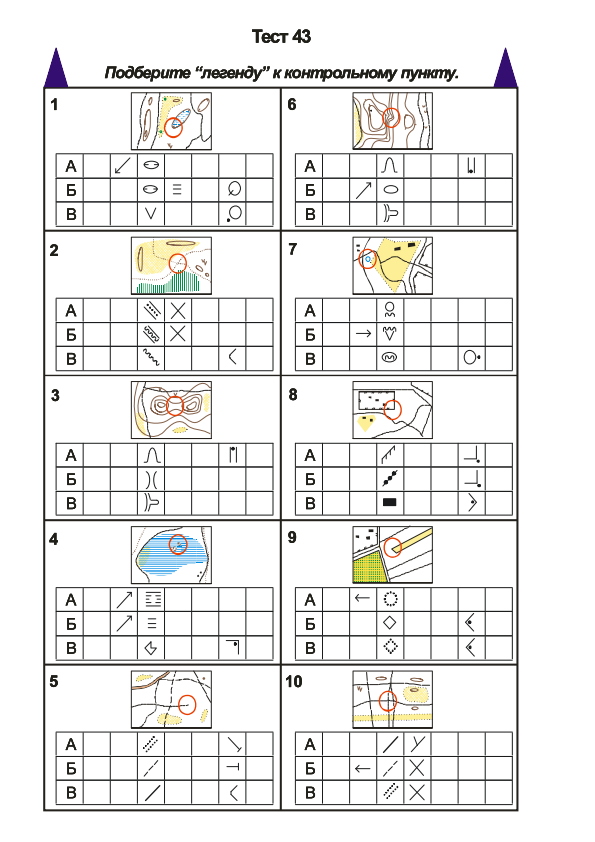 Тест 43
Подберите “легенду” к контрольному пункту.
1
А
Б
В
2
А
Б
В
3
А
Б
В
4
А
Б
В
5
А
Б
В
6
А
Б
В
7
А
Б
В
8
А
Б
В
9
А
Б
В
10
А
Б
В